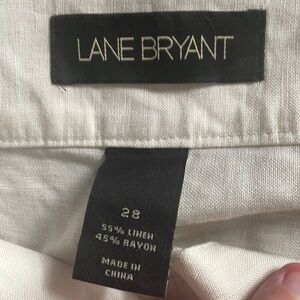 LANE BRYANT
28
55% LINEN
45% RAYON
MADE IN
CHINA